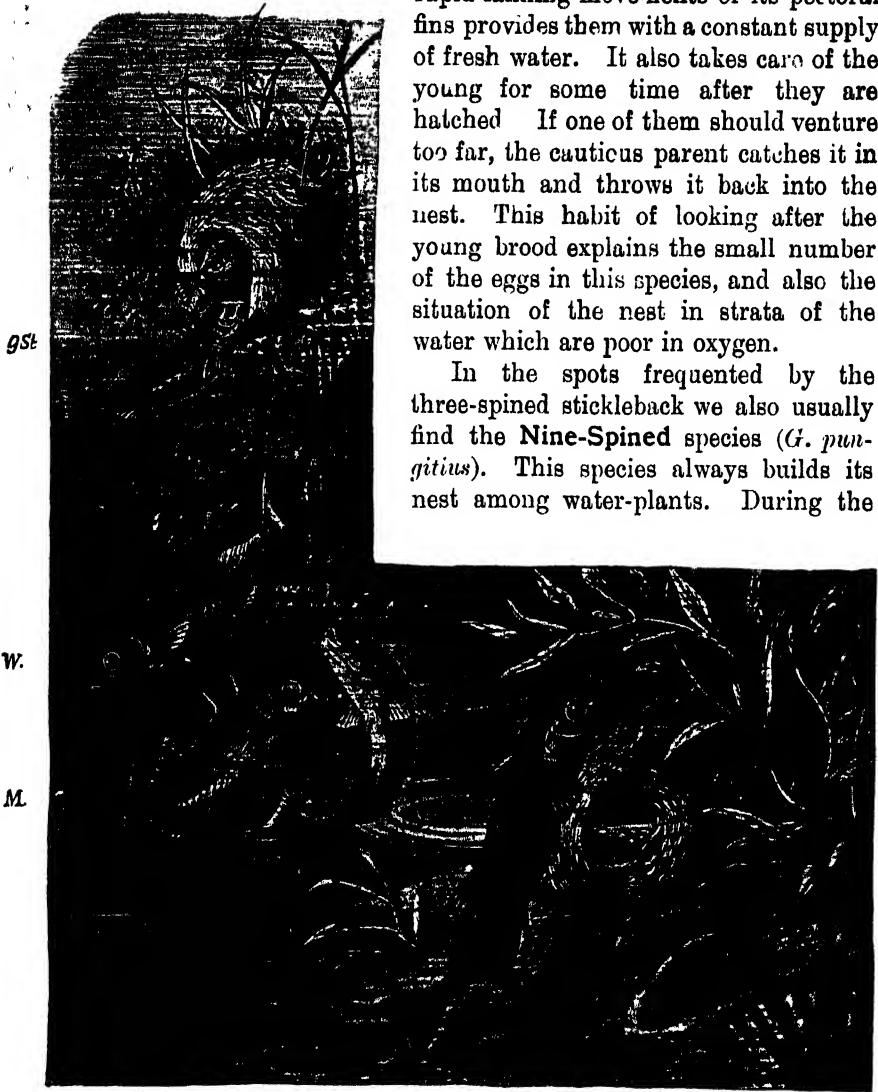 fins provides them with a constant supply
of fresh water. It also takes care of the
young for some time after they are
hatched If one of them should venture
too far, the cautious parent catches it in
its mouth and throws it back into the
nest. This habit of looking after the
young brood explains the small number
of the eggs in this species, and also the
situation of the nest in strata of the
water which are poor in oxygen.
In the spots frequented by the
three-spined stickleback we also usually
find the Nine-Spined species (G. pun-
gitius). This species always builds its
nest among water-plants. During the
gSt
W.
M.